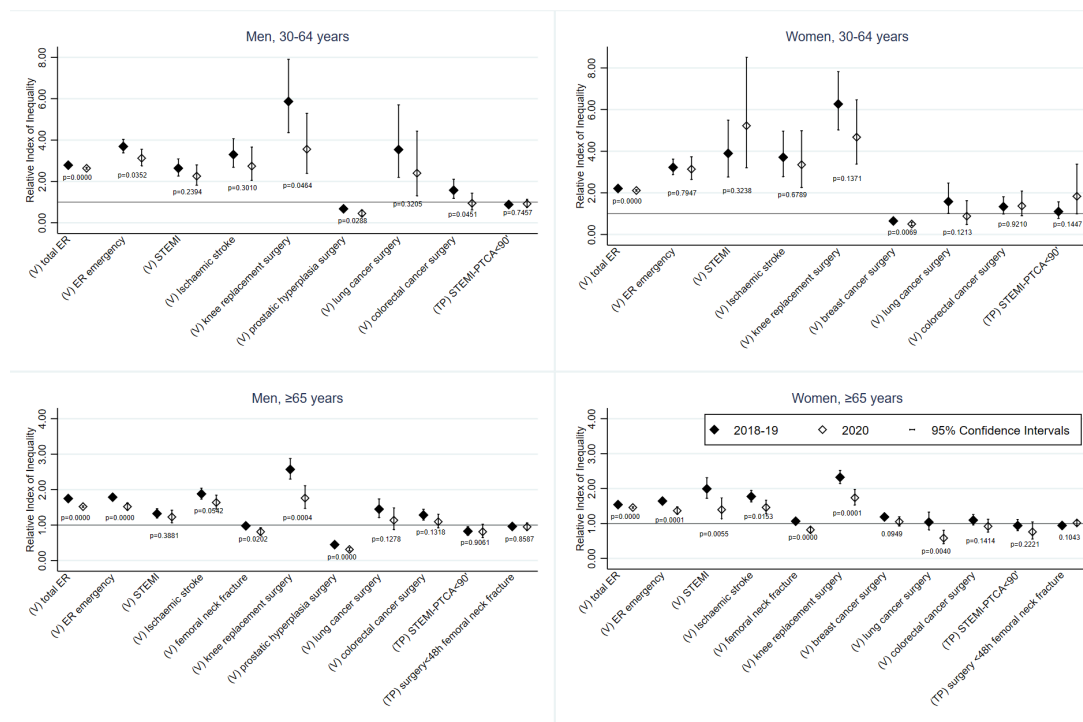 Men, 30-64 years
Relative Index of Inequality
8.00
6.00
4.00
2.00
0.00
p=0.0000
p=0.0352
p=0.2394
p=0.3010
p=0.0464
p=0.0288
p=0.3205
p=0.0451
p=0.7457
(V) total ER
(V) ER emergency
(V) STEMI
(V) Ischaemic stroke
(V) knee replacement surgery
(V) prostatic hyperplasia surgery
(V) lung cancer surgery
(V) colorectal cancer surgery
(TP) STEMI-PTCA<90'
Women, 30-64 years
Relative Index of Inequality
8.00
6.00
4.00
2.00
0.00
p=0.0000
p=0.7947
p=0.3238
p=0.6789
p=0.1371
p=0.0069
p=0.1213
p=0.9210
p=0.1447
(V) total ER
(V) ER emergency
(V) STEMI
(V) Ischaemic stroke
(V) knee replacement surgery
(V) breast cancer surgery
(V) lung cancer surgery
(V) colorectal cancer surgery
(TP) STEMI-PTCA<90'
Men, ≥65 years
Relative Index of Inequality
4.00
3.00
2.00
1.00
0.00
p=0.0000
p=0.0000
p=0.3881
p=0.0542
p=0.0202
p=0.0004
p=0.0000
p=0.1278
p=0.1318
p=0.9061
p=0.8587
(V) total ER
(V) ER emergency
(V) STEMI
(V) Ischaemic stroke
(V) femoral neck fracture
(V) knee replacement surgery
(V) prostatic hyperplasia surgery
(V) lung cancer surgery
(V) colorectal cancer surgery
(TP) STEMI-PTCA<90'
(TP) surgery<48h femoral neck fracture
Women, ≥65 years
2018-19 2020 95% Confidence Intervals
Relative Index of Inequality
4.00
3.00
2.00
1.00
0.00
p=0.0000
p=0.0001
p=0.0055
p=0.0153
p=0.0000
p=0.0001
0.0949
p=0.0040
p=0.1414
p=0.2221
0.1043
(V) total ER
(V) ER emergency
(V) STEMI
(V) Ischaemic stroke
(V) femoral neck fracture
(V) knee replacement surgery
(V) breast cancer surgery
(V) lung cancer surgery
(V) colorectal cancer surgery
(TP) STEMI-PTCA<90'
(TP) surgery<48h femoral neck fracture